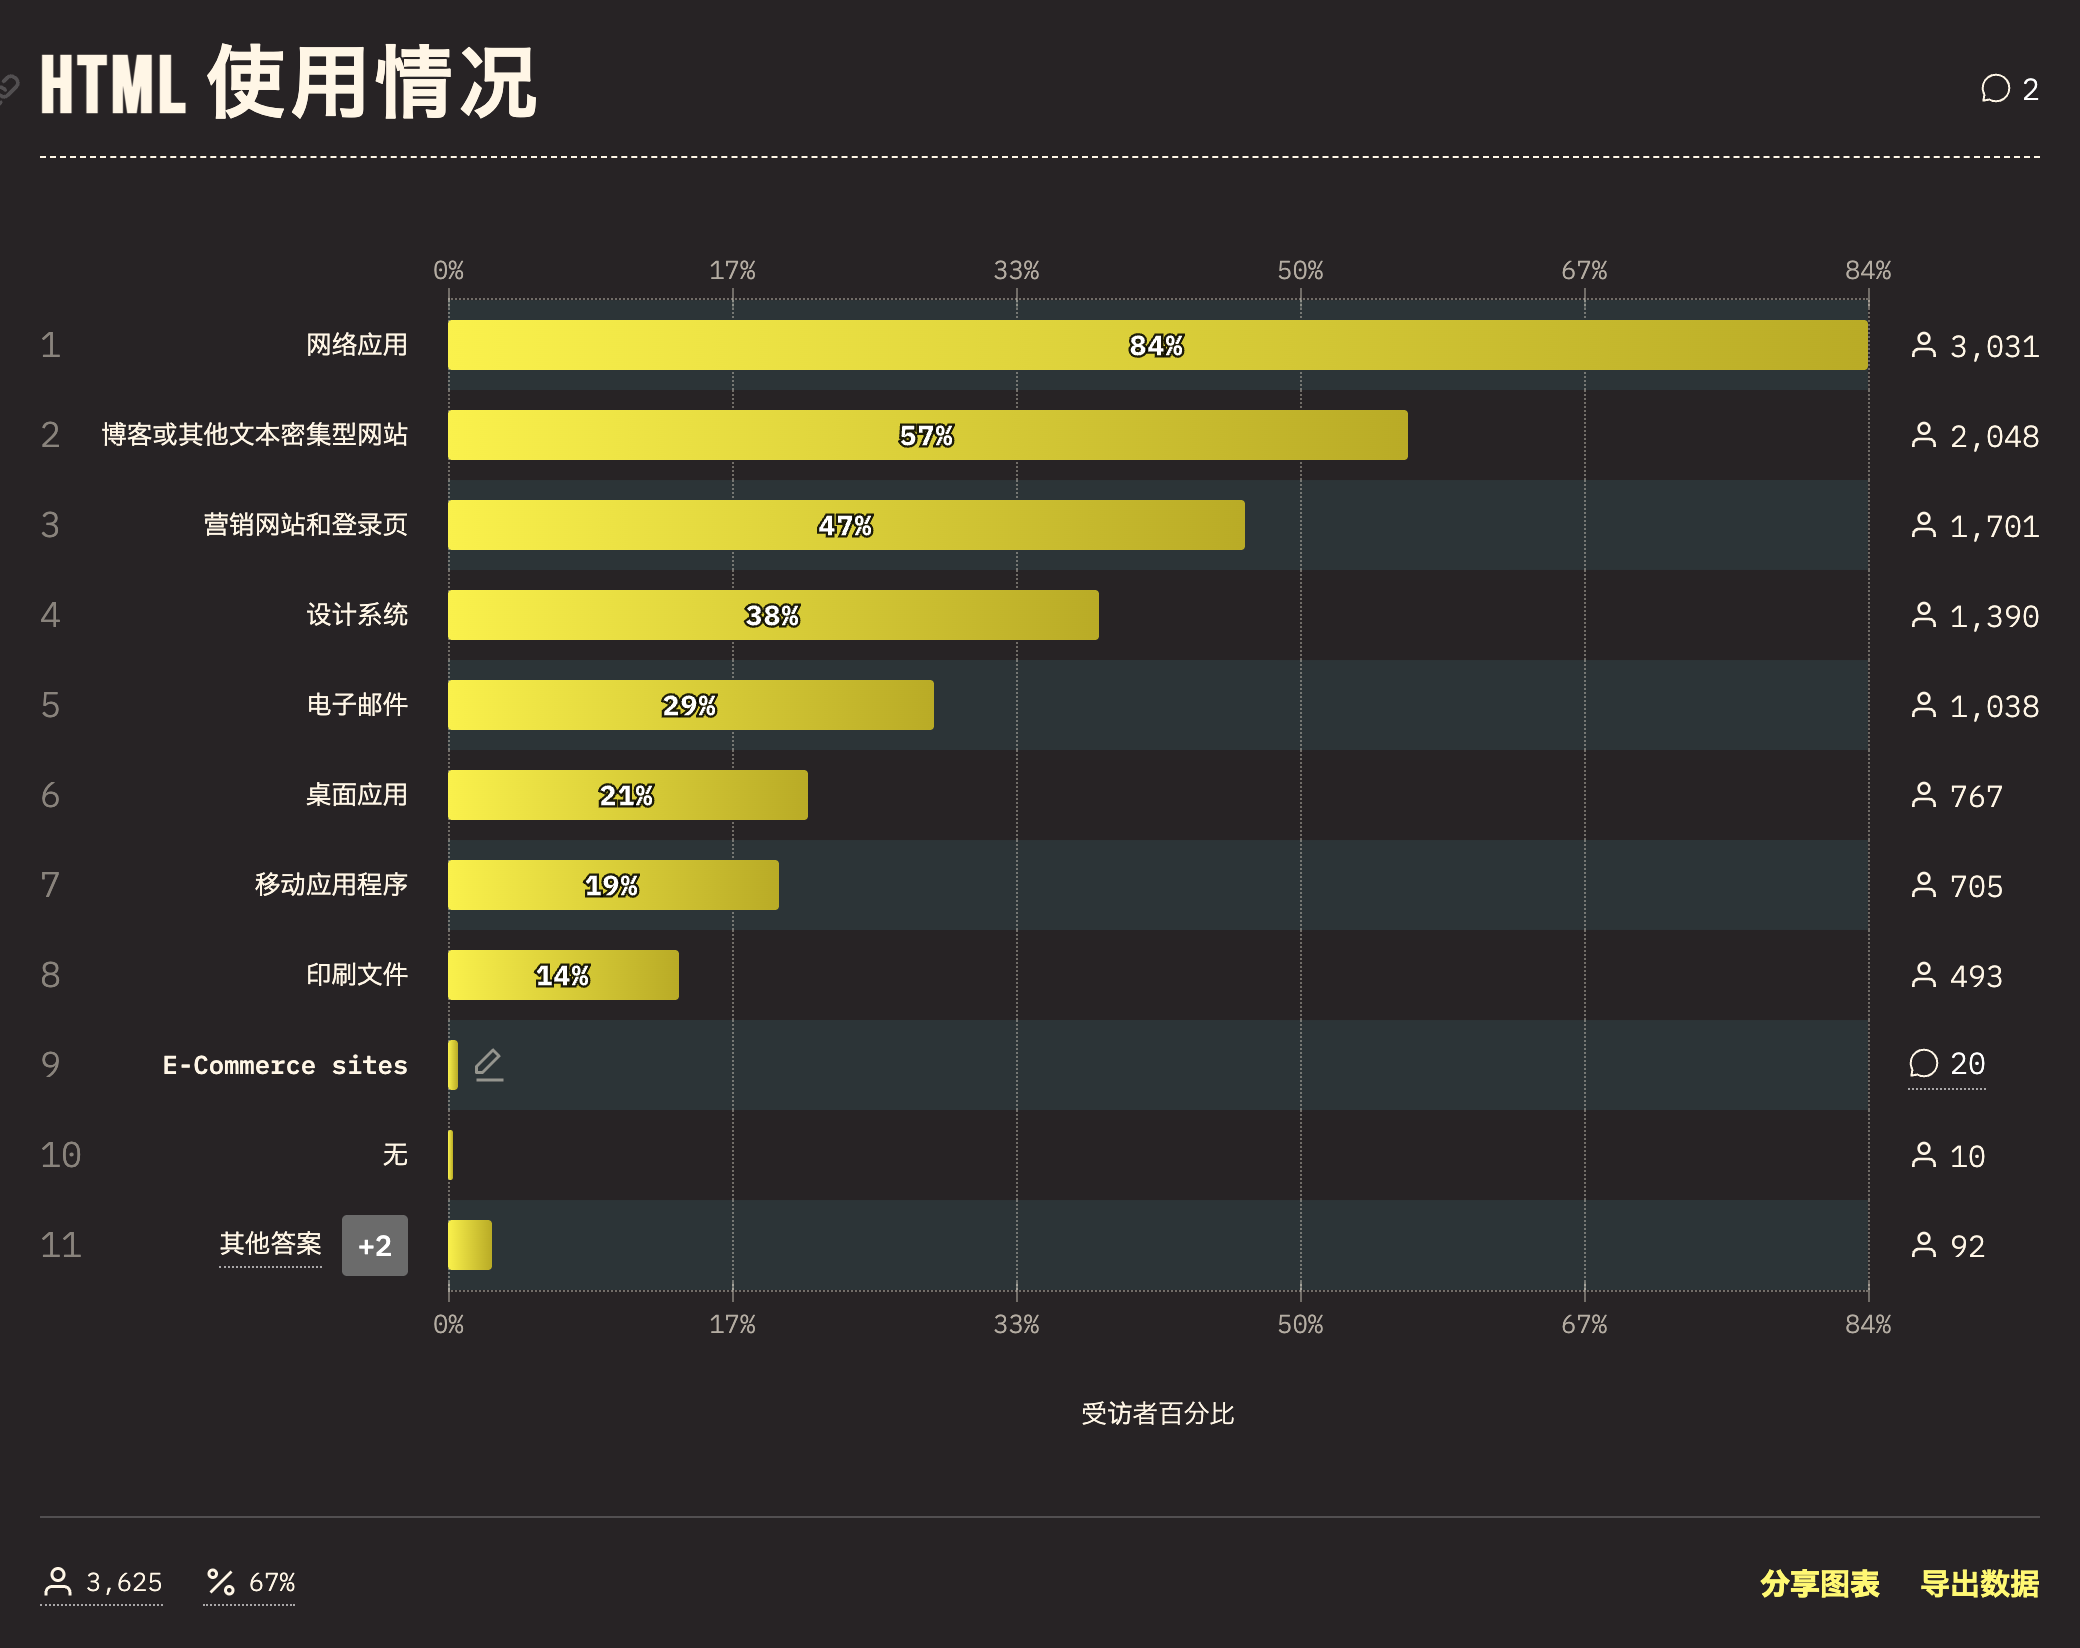 HTML 使用情况
2
0% 17% 33% 50% 67% 84%
1 网络应用 84% 3,031
2 博客或其他文本密集型网站 57% 2,048
3 营销网站和登录页 47% 1,701
4 设计系统 38% 1,390
5 电子邮件 29% 1,038
6 桌面应用 21% 767
7 移动应用程序 19% 705
8 印刷文件 14% 493
9 E-Commerce sites 20
10 无 10
11 其他答案 +2 92
0% 17% 33% 50% 67% 84%
受访者百分比
3,625 67% 分享图表 导出数据